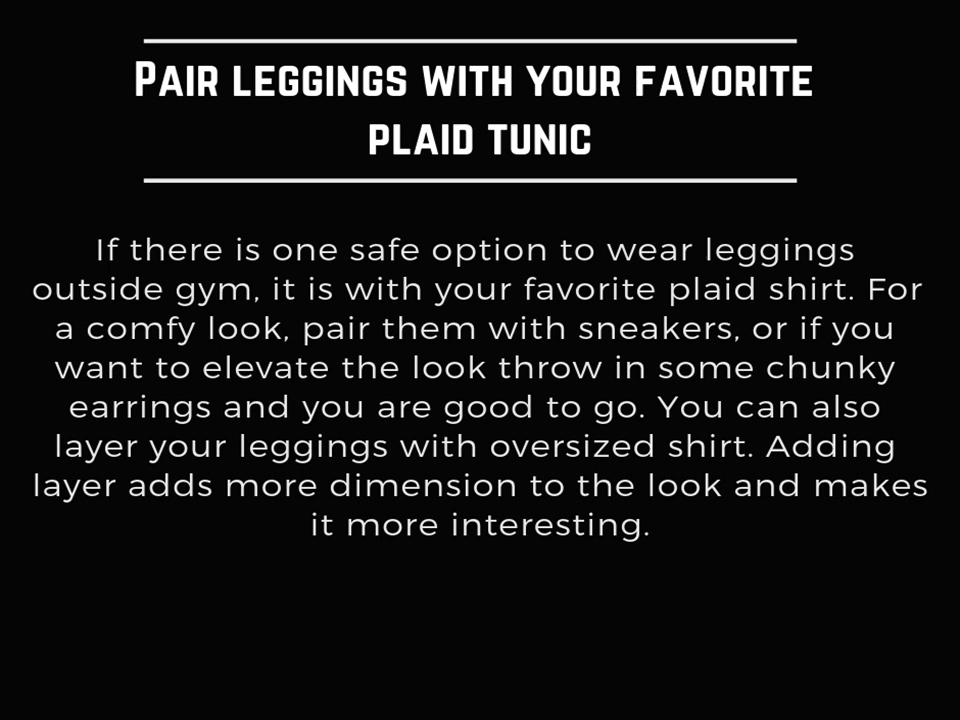 Pair leggings with your favorite
plaid tunic
If there is one safe option to wear leggings
outside gym, it is with your favorite plaid shirt. For
a comfy look, pair them with sneakers, or if you
want to elevate the look throw in some chunky
earrings and you are good to go. You can also
layer your leggings with oversized shirt. Adding
layer adds more dimension to the look and makes
it more interesting.